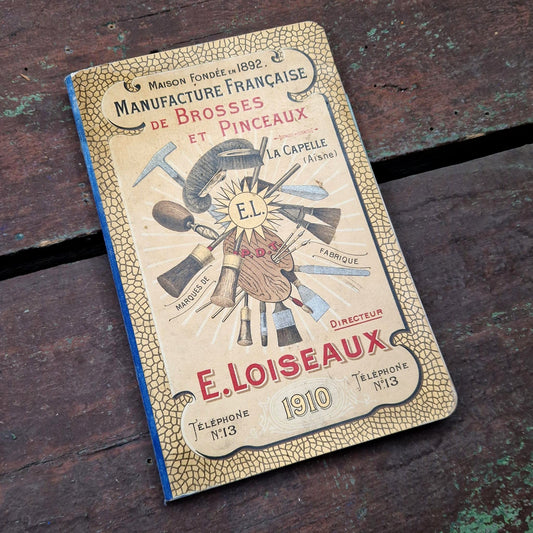 MAISON FONDÉE EN 1892.
MANUFACTURE FRANÇAISE
DE BROSSES
ET PINCEAUX
LA CAPELLE
(Aisne)
E.L.
P.D.T.
MARQUES DE FABRIQUE
DIRECTEUR
E. LOISEAUX
TÉLÉPHONE
N°13
1910
TÉLÉPHONE
N°13